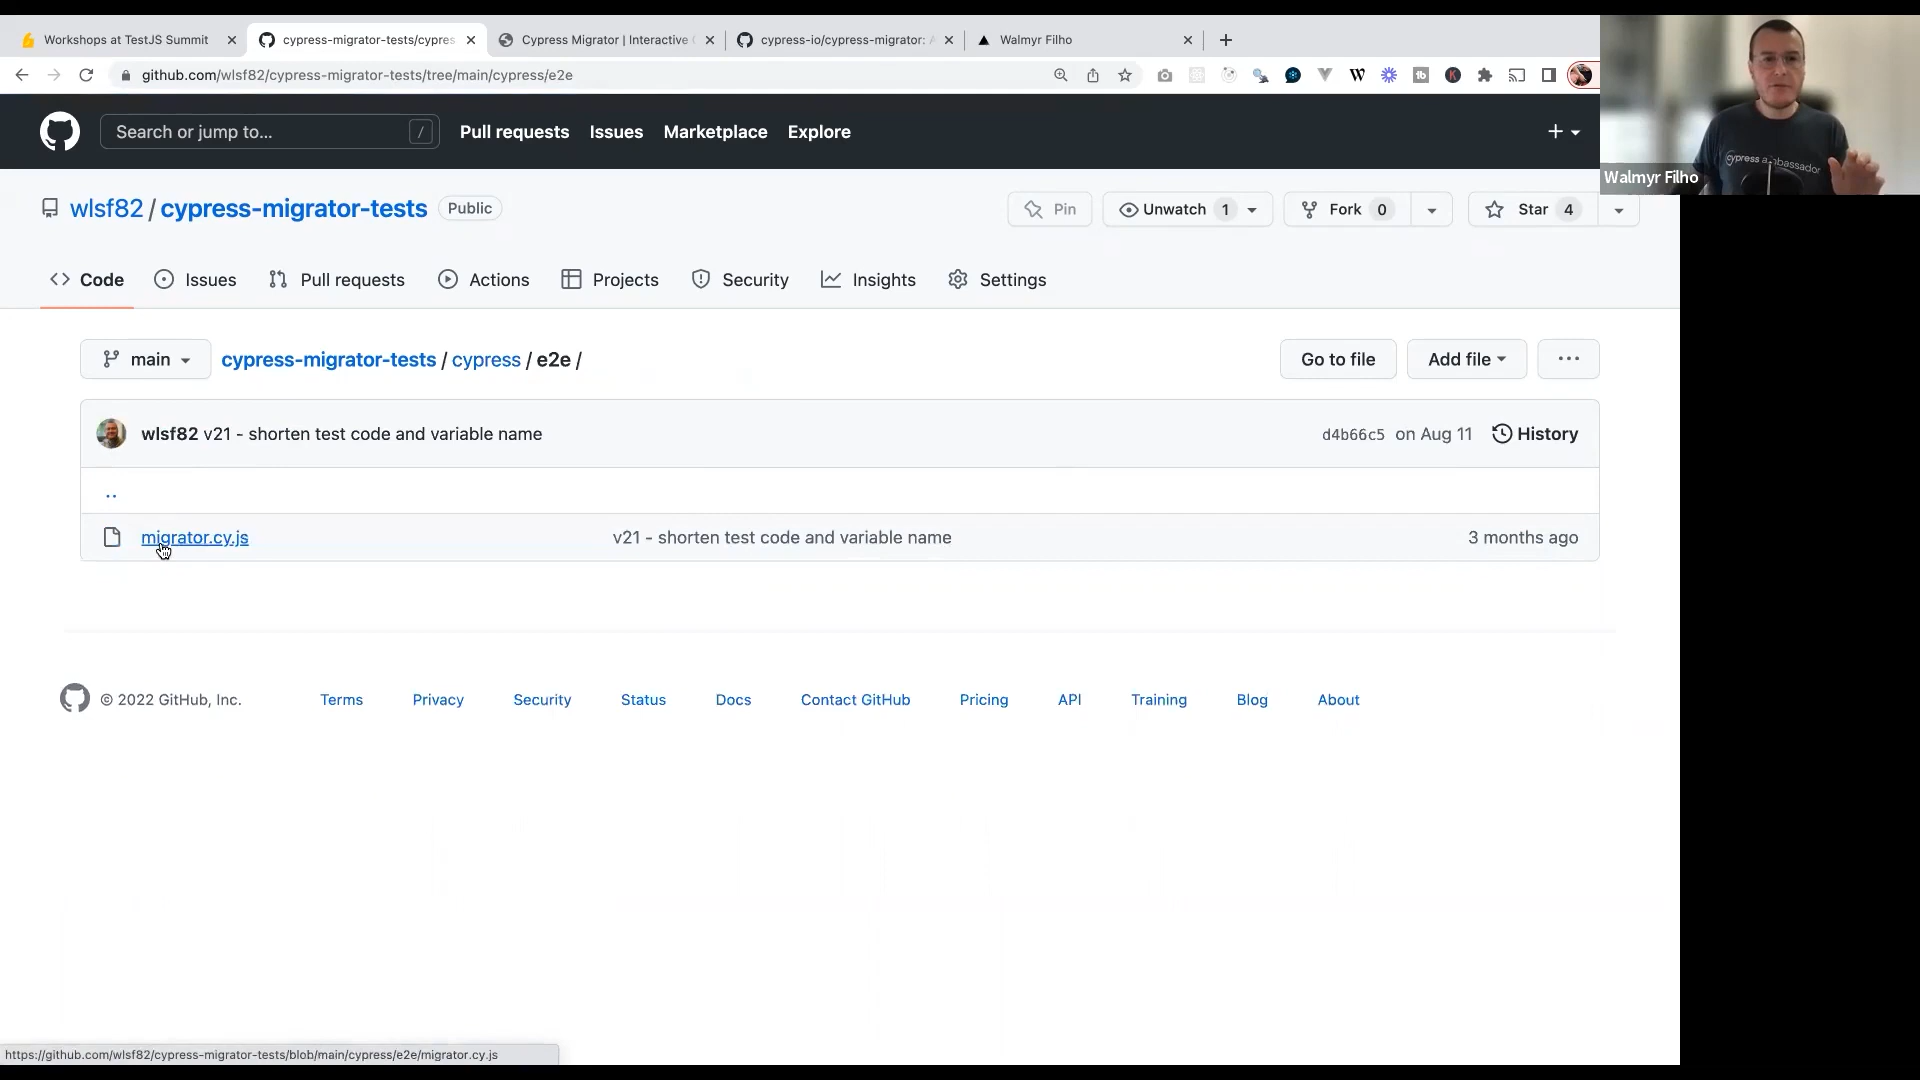 Workshops at TestJS Summit
cypress-migrator-tests/cypres
Cypress Migrator | Interactive
cypress-io/cypress-migrator: A
Walmyr Filho
github.com/wlsf82/cypress-migrator-tests/tree/main/cypress/e2e
Search or jump to...
/
Pull requests
Issues
Marketplace
Explore
cypress ambassador
Walmyr Filho
wlsf82 / cypress-migrator-tests
Public
Pin
Unwatch 1
Fork 0
Star 4
Code
Issues
Pull requests
Actions
Projects
Security
Insights
Settings
main
cypress-migrator-tests / cypress / e2e /
Go to file
Add file
wlsf82 v21 - shorten test code and variable name
d4b66c5 on Aug 11
History
..
migrator.cy.js
v21 - shorten test code and variable name
3 months ago
© 2022 GitHub, Inc.
Terms
Privacy
Security
Status
Docs
Contact GitHub
Pricing
API
Training
Blog
About
https://github.com/wlsf82/cypress-migrator-tests/blob/main/cypress/e2e/migrator.cy.js